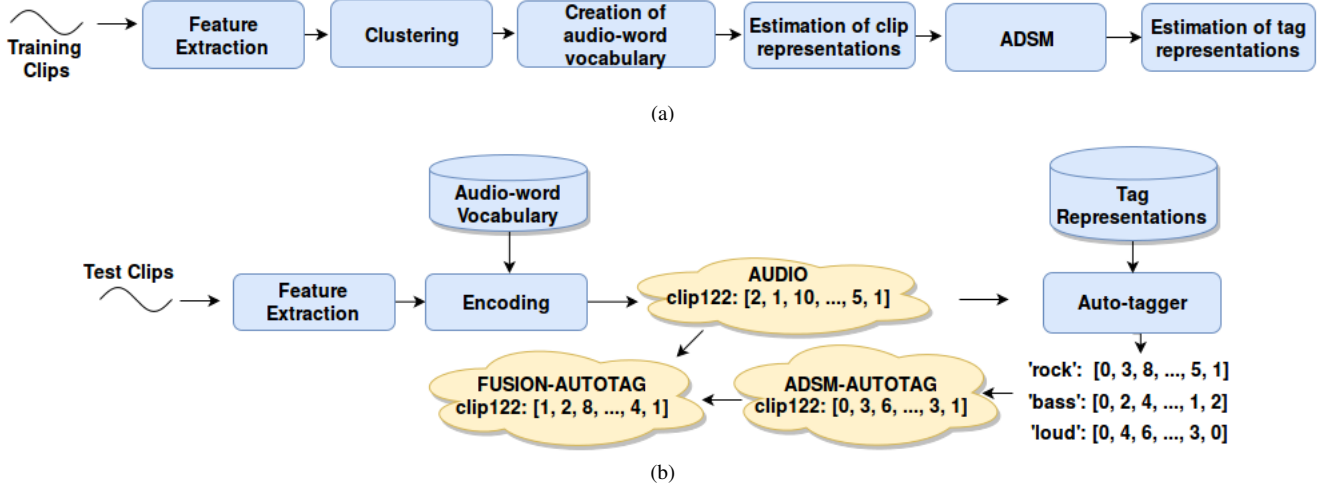 Training
Clips
Feature
Extraction
Clustering
Creation of
audio-word
vocabulary
Estimation of clip
representations
ADSM
Estimation of tag
representations
(a)
Audio-word
Vocabulary
Tag
Representations
Test Clips
Feature
Extraction
Encoding
AUDIO
clip122: [2, 1, 10, ..., 5, 1]
Auto-tagger
FUSION-AUTOTAG
clip122: [1, 2, 8, ..., 4, 1]
ADSM-AUTOTAG
clip122: [0, 3, 6, ..., 3, 1]
'rock': [0, 3, 8, ..., 5, 1]
'bass': [0, 2, 4, ..., 1, 2]
'loud': [0, 4, 6, ..., 3, 0]
(b)